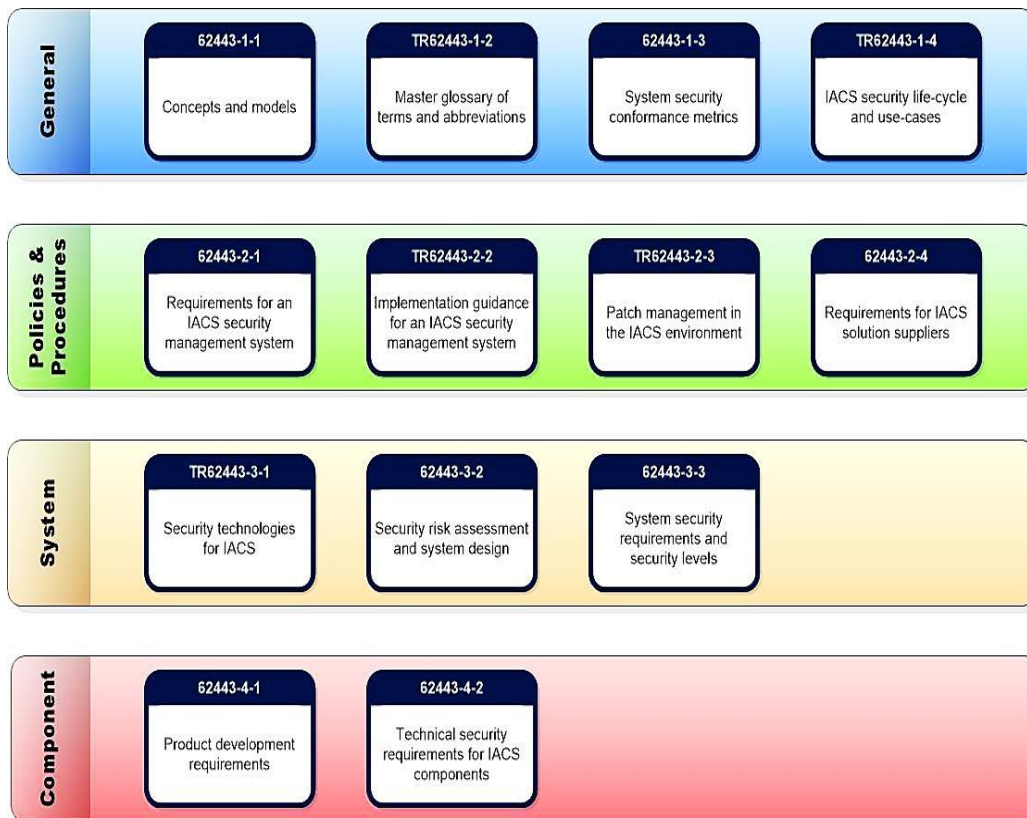 General
62443-1-1
Concepts and models
TR62443-1-2
Master glossary of
terms and abbreviations
62443-1-3
System security
conformance metrics
TR62443-1-4
IACS security life-cycle
and use-cases
Policies &
Procedures
62443-2-1
Requirements for an
IACS security
management system
TR62443-2-2
Implementation guidance
for an IACS security
management system
TR62443-2-3
Patch management in
the IACS environment
62443-2-4
Requirements for IACS
solution suppliers
System
TR62443-3-1
Security technologies
for IACS
62443-3-2
Security risk assessment
and system design
62443-3-3
System security
requirements and
security levels
Component
62443-4-1
Product development
requirements
62443-4-2
Technical security
requirements for IACS
components